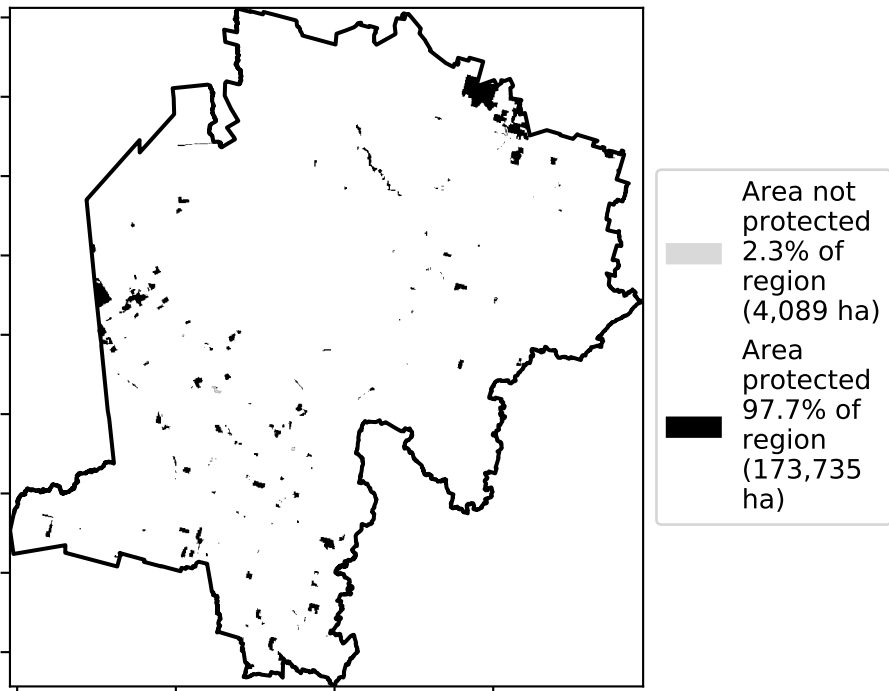 Area not
protected
2.3% of
region
(4,089 ha)
Area
protected
97.7% of
region
(173,735
ha)